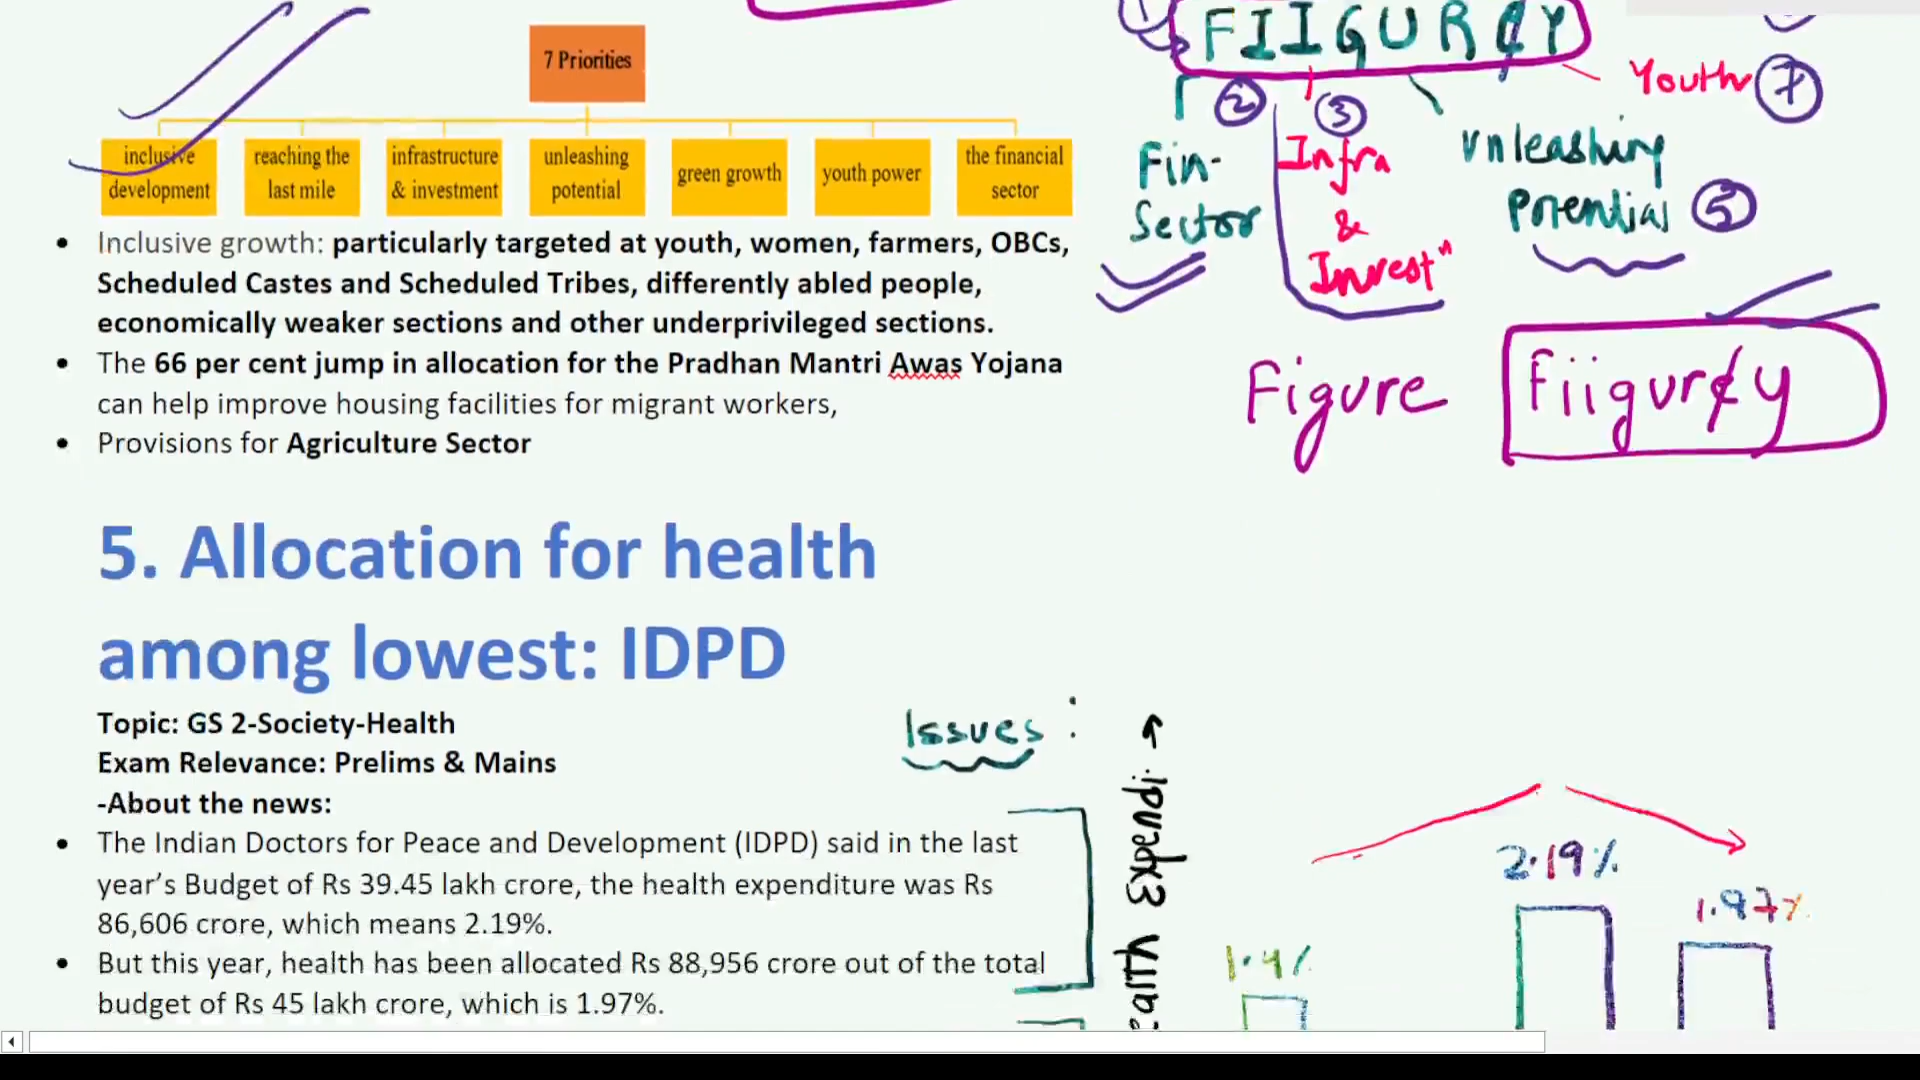 7 Priorities
inclusive development
reaching the last mile
infrastructure & investment
unleashing potential
green growth
youth power
the financial sector
• Inclusive growth: particularly targeted at youth, women, farmers, OBCs,
Scheduled Castes and Scheduled Tribes, differently abled people,
economically weaker sections and other underprivileged sections.
• The 66 per cent jump in allocation for the Pradhan Mantri Awas Yojana
can help improve housing facilities for migrant workers,
• Provisions for Agriculture Sector
1
FIIGUREY
Youth 7
2
Fin-
Sector
3
Infra
&
Invest"
Unleashing
Potential 5
Figure
FiigureY
5. Allocation for health
among lowest: IDPD
Topic: GS 2-Society-Health
Exam Relevance: Prelims & Mains
-About the news:
• The Indian Doctors for Peace and Development (IDPD) said in the last
year's Budget of Rs 39.45 lakh crore, the health expenditure was Rs
86,606 crore, which means 2.19%.
• But this year, health has been allocated Rs 88,956 crore out of the total
budget of Rs 45 lakh crore, which is 1.97%.
Issues:
Expendi
1.4%
2.19%
1.97%